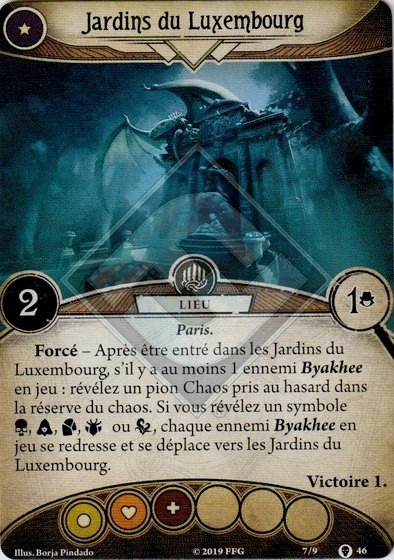 Jardins du Luxembourg
2
1
LIEU
Paris.
Forcé – Après être entré dans les Jardins du
Luxembourg, s'il y a au moins 1 ennemi Byakhee
en jeu : révélez un pion Chaos pris au hasard dans
la réserve du chaos. Si vous révélez un symbole
ou , chaque ennemi Byakhee en
jeu se redresse et se déplace vers les Jardins du
Luxembourg.
Victoire 1.
Illus. Borja Pindado © 2019 FFG 7/9 46